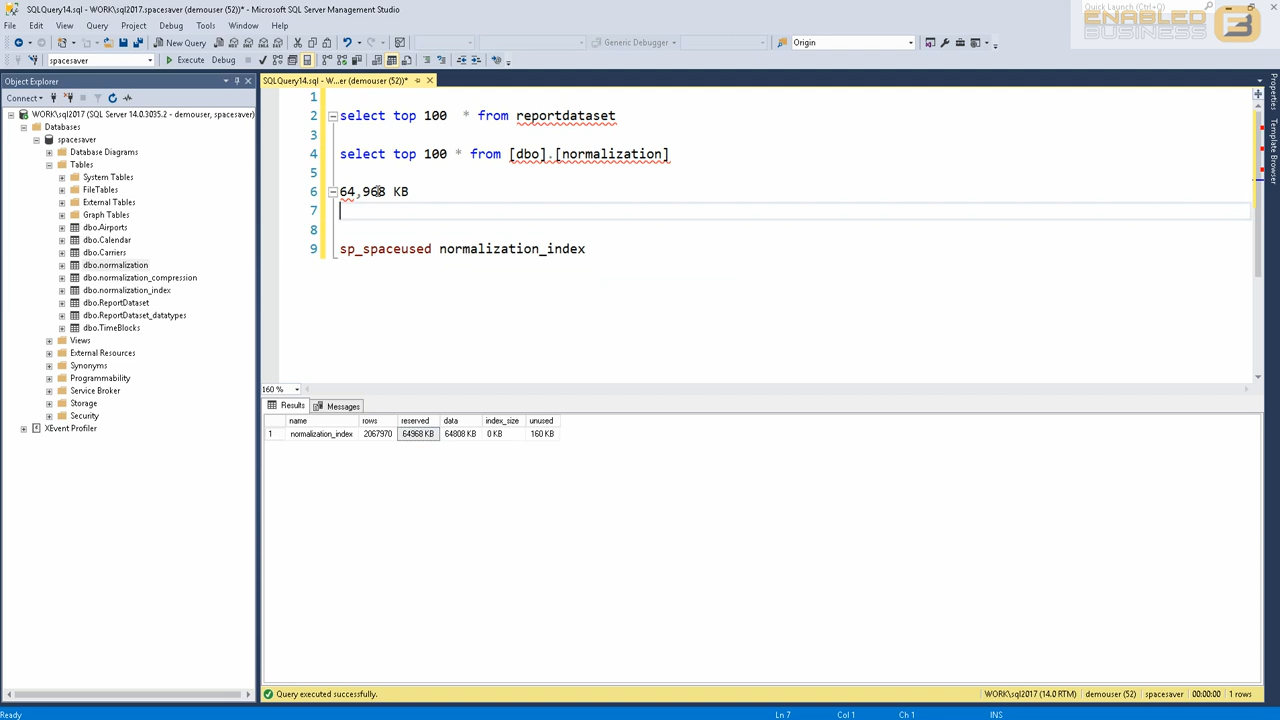 SQLQuery14.sql - WORK\sql2017.spacesaver (demouser (52))* - Microsoft SQL Server Management Studio
Quick Launch (Ctrl+Q)
ENABLED
BUSINESS
File Edit View Query Project Debug Tools Window Help
New Query Generic Debugger Origin
spacesaver Execute Debug
Object Explorer
SQLQuery14.sql - W...er (demouser (52))*
Connect
WORK\sql2017 (SQL Server 14.0.3035.2 - demouser, spacesaver)
Databases
spacesaver
Database Diagrams
Tables
System Tables
FileTables
External Tables
Graph Tables
dbo.Airports
dbo.Calendar
dbo.Carriers
dbo.normalization
dbo.normalization_compression
dbo.normalization_index
dbo.ReportDataset
dbo.ReportDataset_datatypes
dbo.TimeBlocks
Views
External Resources
Synonyms
Programmability
Service Broker
Storage
Security
XEvent Profiler
1
2 select top 100 * from reportdataset
3
4 select top 100 * from [dbo].[normalization]
5
6 64,968 KB
7
8
9 sp_spaceused normalization_index
160 %
Results Messages
name rows reserved data index_size unused
1 normalization_index 2067970 64968 KB 64808 KB 0 KB 160 KB
Query executed successfully.
WORK\sql2017 (14.0 RTM) demouser (52) spacesaver 00:00:00 1 rows
Ready Ln 7 Col 1 Ch 1 INS
Properties
Template Browser